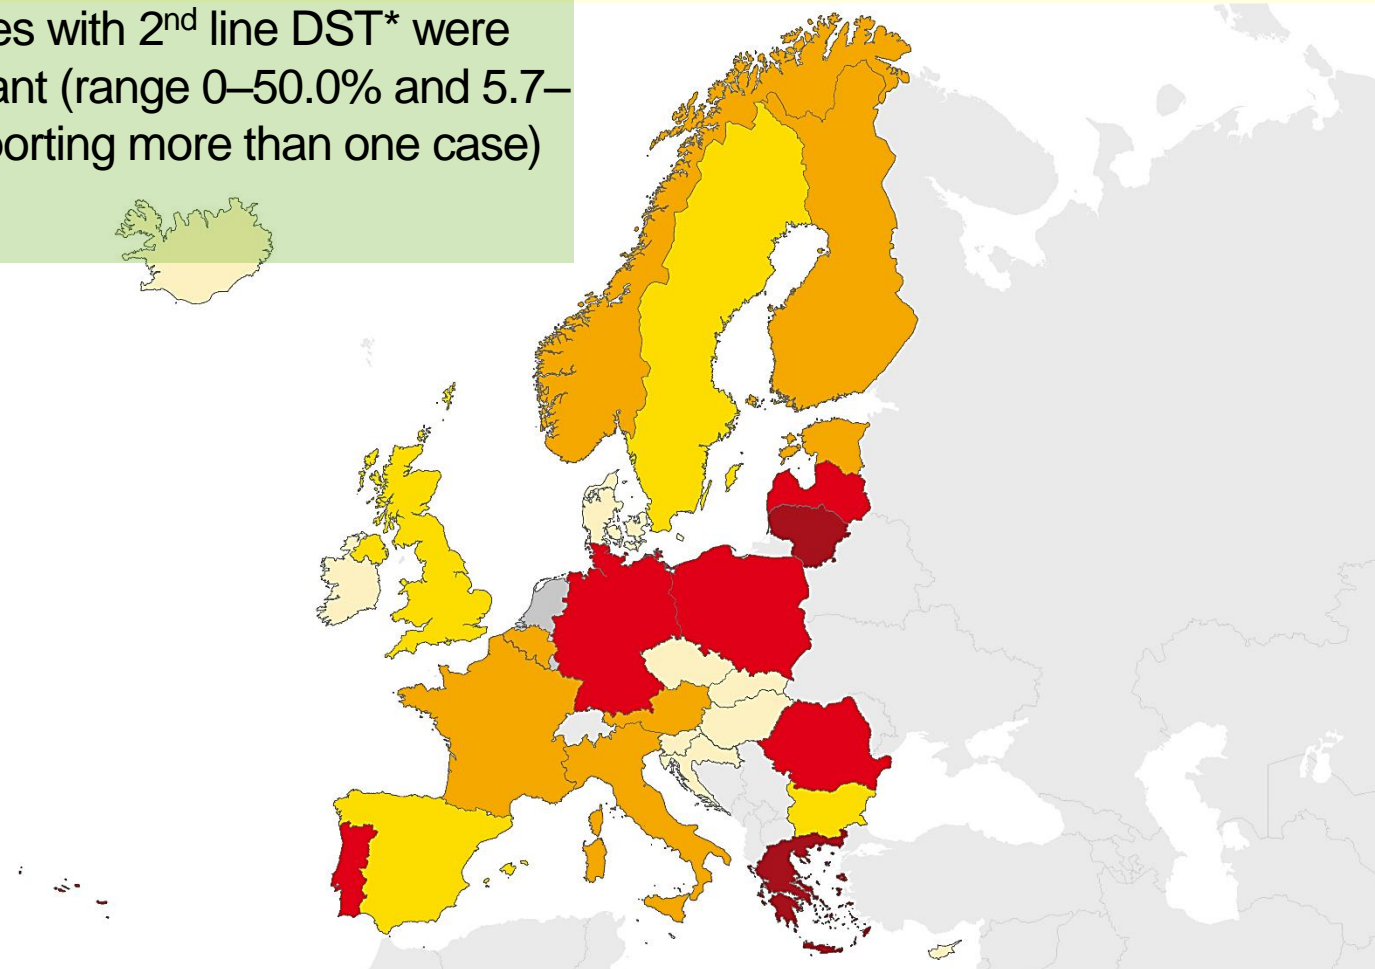 es with 2nd line DST* were
ant (range 0–50.0% and 5.7–
porting more than one case)